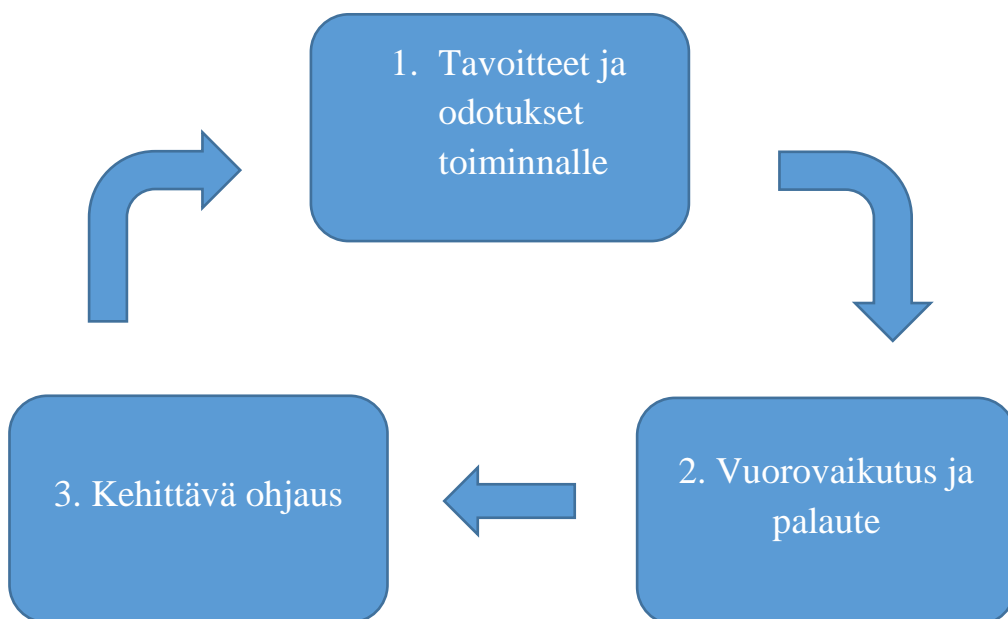 1. Tavoitteet ja
odotukset
toiminnalle
2. Vuorovaikutus ja
palaute
3. Kehittävä ohjaus